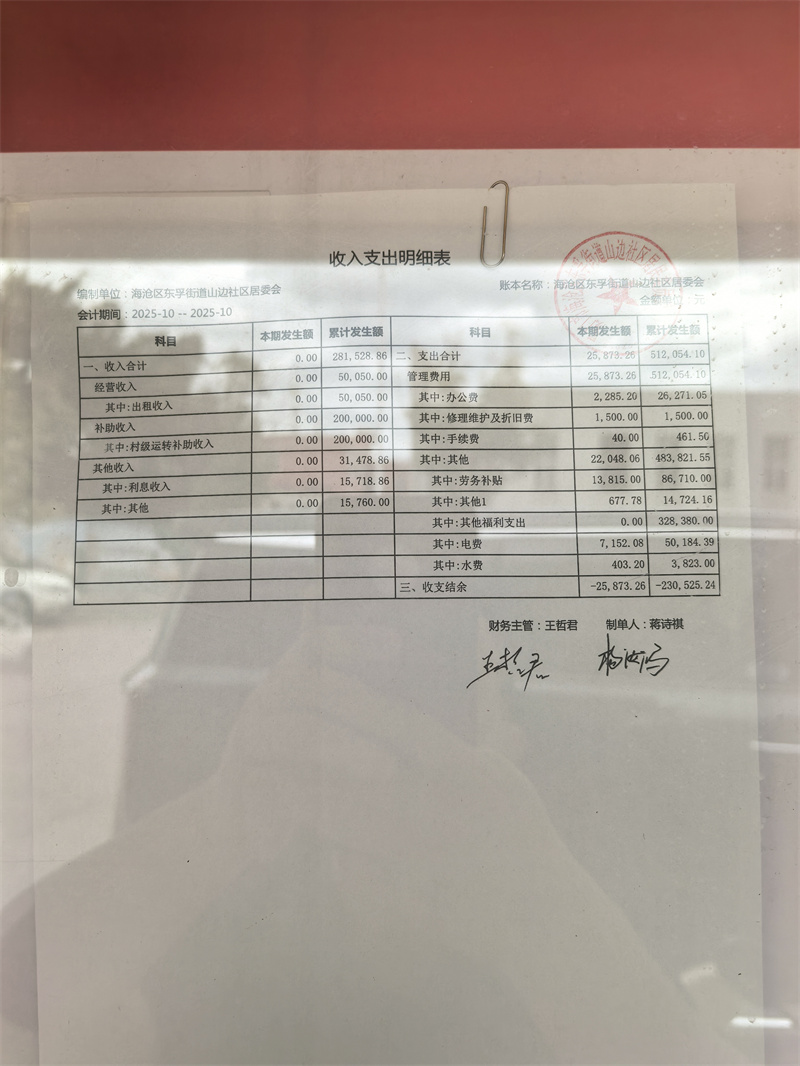 收入支出明细表
编制单位：海沧区东孚街道山边社区居委会 账本名称：海沧区东孚街道山边社区居委会
会计期间：2025-10 -- 2025-10 金额单位：元
科目 本期发生额 累计发生额 科目 本期发生额 累计发生额
一、收入合计 0.00 281,528.86 二、支出合计 25,873.26 512,054.10
经营收入 0.00 50,050.00 管理费用 25,873.26 512,054.10
其中:出租收入 0.00 50,050.00 其中:办公费 2,285.20 26,271.05
补助收入 0.00 200,000.00 其中:修理维护及折旧费 1,500.00 1,500.00
其中:村级运转补助收入 0.00 200,000.00 其中:手续费 40.00 461.50
其他收入 0.00 31,478.86 其中:其他 22,048.06 483,821.55
其中:利息收入 0.00 15,718.86 其中:劳务补贴 13,815.00 86,710.00
其中:其他 0.00 15,760.00 其中:其他1 677.78 14,724.16
其中:其他福利支出 0.00 328,380.00
其中:电费 7,152.08 50,184.39
其中:水费 403.20 3,823.00
三、收支结余 -25,873.26 -230,525.24
财务主管：王哲君 制单人：蒋诗祺
王哲君